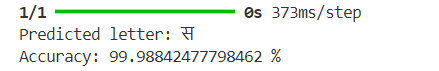 1/1 ━━━━━━━━━━━━━━━━━━━━ 0s 373ms/step
Predicted letter: स
Accuracy: 99.98842477798462 %